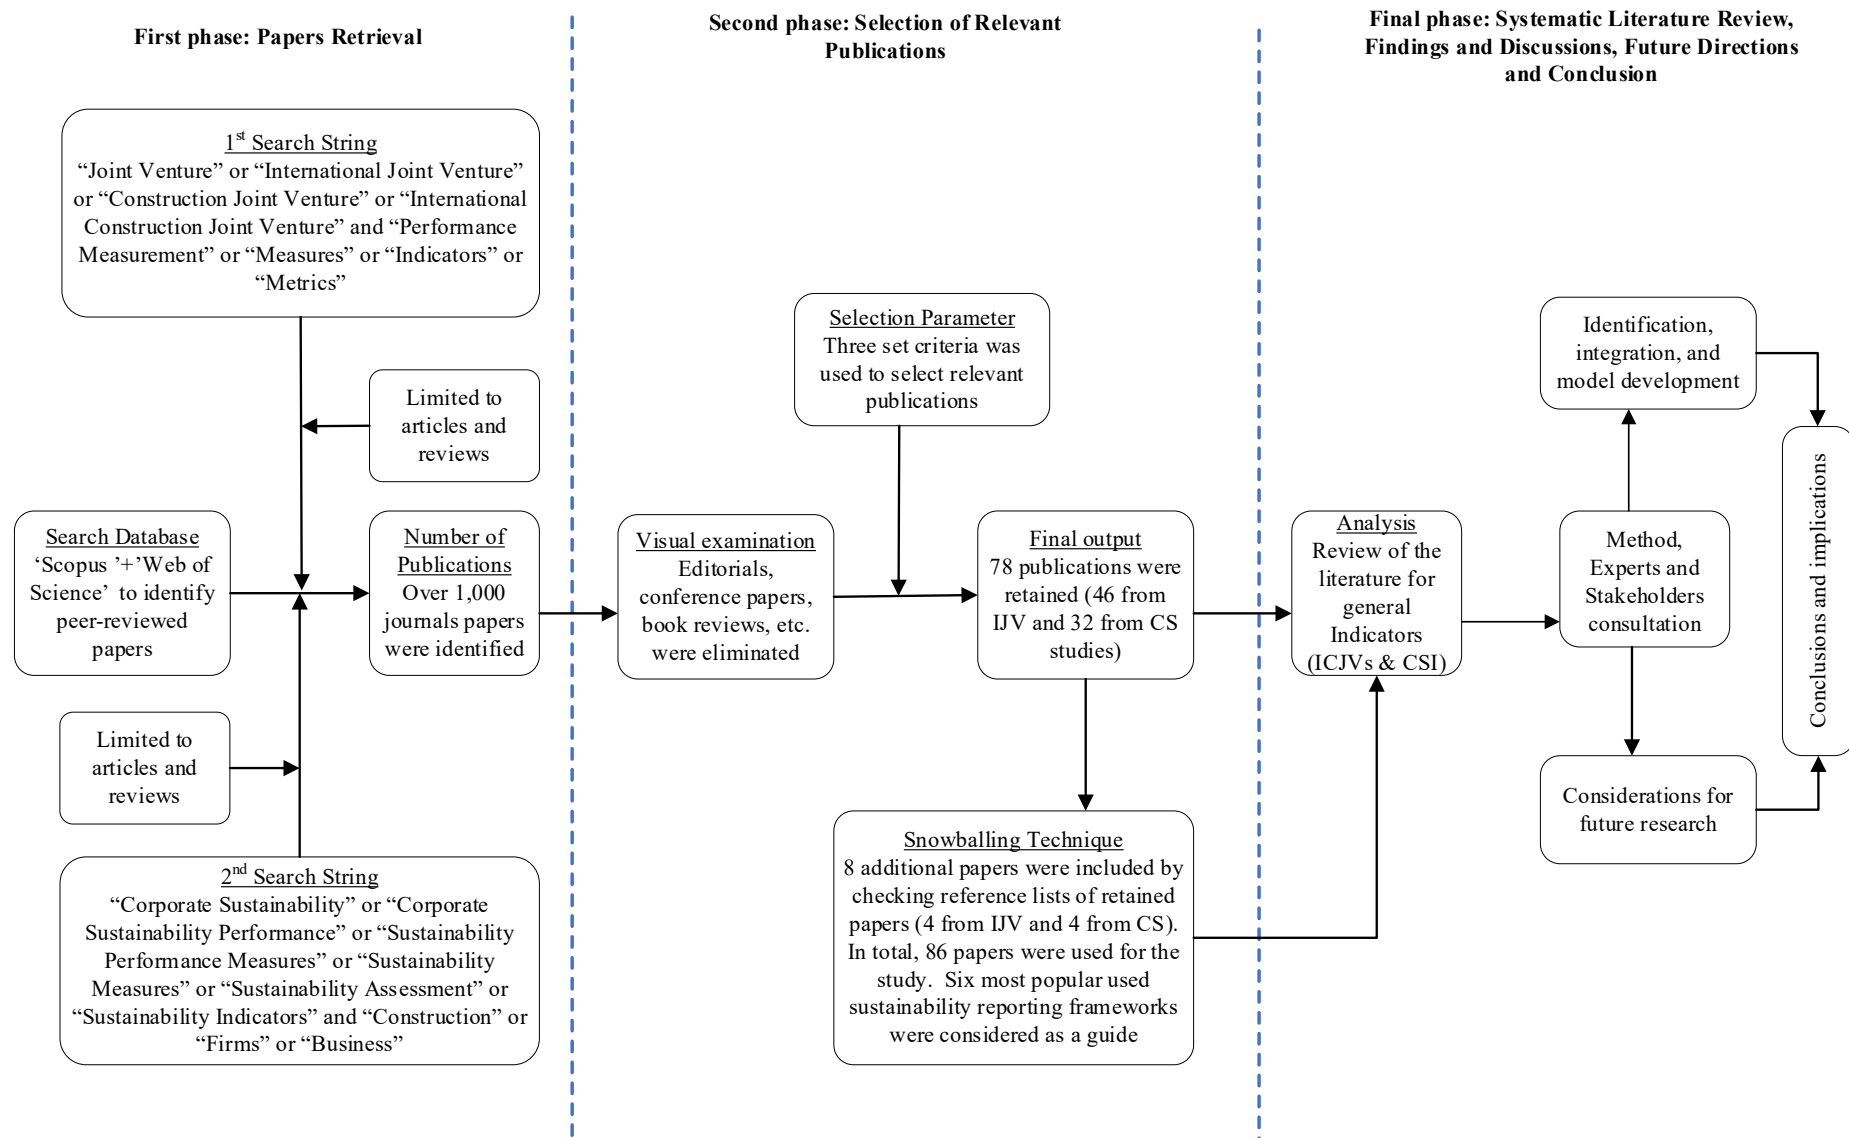 First phase: Papers Retrieval
Second phase: Selection of Relevant
Publications
Final phase: Systematic Literature Review,
Findings and Discussions, Future Directions
and Conclusion
1st Search String
“Joint Venture” or “International Joint Venture”
or “Construction Joint Venture” or “International
Construction Joint Venture” and “Performance
Measurement” or “Measures” or “Indicators” or
“Metrics”
Limited to
articles and
reviews
Search Database
‘Scopus ’+’Web of
Science’ to identify
peer-reviewed
papers
Number of
Publications
Over 1,000
journals papers
were identified
Limited to
articles and
reviews
2nd Search String
“Corporate Sustainability” or “Corporate
Sustainability Performance” or “Sustainability
Performance Measures” or “Sustainability
Measures” or “Sustainability Assessment” or
“Sustainability Indicators” and “Construction” or
“Firms” or “Business”
Selection Parameter
Three set criteria was
used to select relevant
publications
Visual examination
Editorials,
conference papers,
book reviews, etc.
were eliminated
Final output
78 publications were
retained (46 from
IJV and 32 from CS
studies)
Snowballing Technique
8 additional papers were included by
checking reference lists of retained
papers (4 from IJV and 4 from CS).
In total, 86 papers were used for the
study. Six most popular used
sustainability reporting frameworks
were considered as a guide
Analysis
Review of the
literature for
general
Indicators
(ICJVs & CSI)
Identification,
integration, and
model development
Method,
Experts and
Stakeholders
consultation
Considerations for
future research
Conclusions and implications